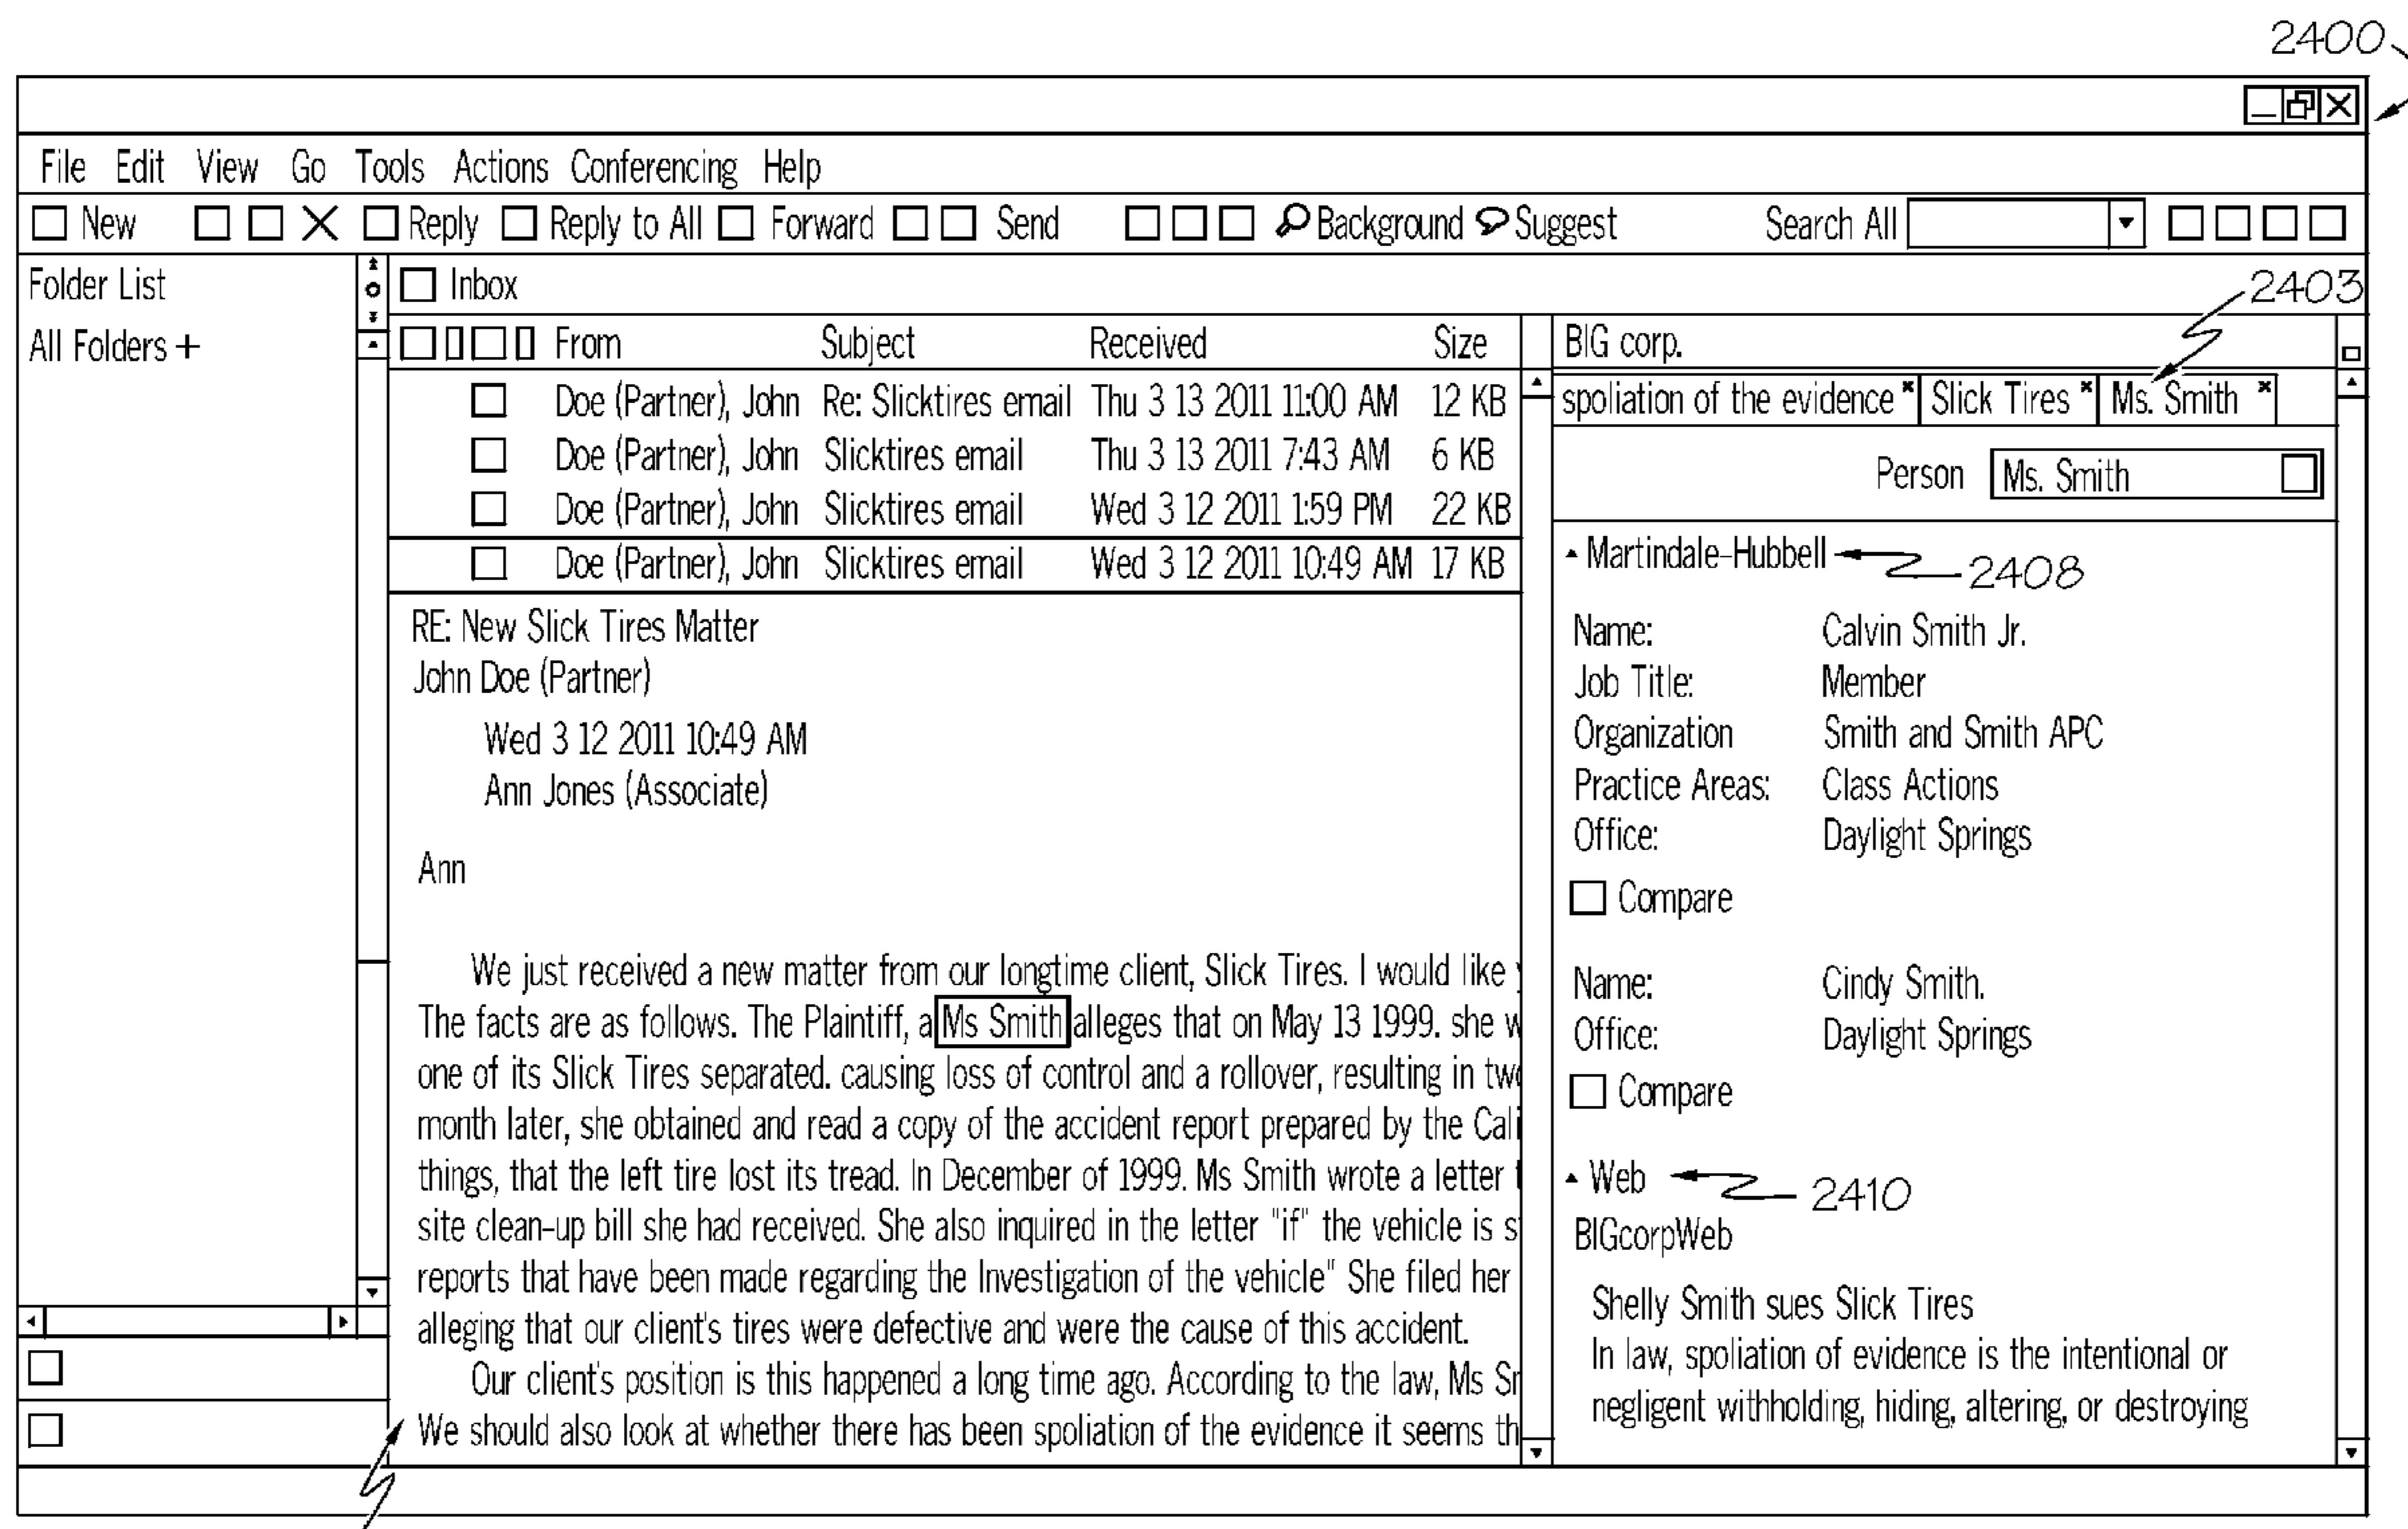 2400
File Edit View Go Tools Actions Conferencing Help
New Reply Reply to All Forward Send Background Suggest Search All
Folder List
All Folders +
Inbox
2403
From Subject Received Size
Doe (Partner), John Re: Slicktires email Thu 3 13 2011 11:00 AM 12 KB
Doe (Partner), John Slicktires email Thu 3 13 2011 7:43 AM 6 KB
Doe (Partner), John Slicktires email Wed 3 12 2011 1:59 PM 22 KB
Doe (Partner), John Slicktires email Wed 3 12 2011 10:49 AM 17 KB
RE: New Slick Tires Matter
John Doe (Partner)
Wed 3 12 2011 10:49 AM
Ann Jones (Associate)
Ann
We just received a new matter from our longtime client, Slick Tires. I would like
The facts are as follows. The Plaintiff, a Ms Smith alleges that on May 13 1999. she w
one of its Slick Tires separated. causing loss of control and a rollover, resulting in tw
month later, she obtained and read a copy of the accident report prepared by the Cali
things, that the left tire lost its tread. In December of 1999. Ms Smith wrote a letter
site clean-up bill she had received. She also inquired in the letter "if" the vehicle is s
reports that have been made regarding the Investigation of the vehicle" She filed her
alleging that our client's tires were defective and were the cause of this accident.
Our client's position is this happened a long time ago. According to the law, Ms
We should also look at whether there has been spoliation of the evidence it seems th
BIG corp.
spoliation of the evidence x Slick Tires x Ms. Smith x
Person Ms. Smith
Martindale-Hubbell 2408
Name: Calvin Smith Jr.
Job Title: Member
Organization Smith and Smith APC
Practice Areas: Class Actions
Office: Daylight Springs
Compare
Name: Cindy Smith.
Office: Daylight Springs
Compare
Web 2410
BIGcorpWeb
Shelly Smith sues Slick Tires
In law, spoliation of evidence is the intentional or
negligent withholding, hiding, altering, or destroying